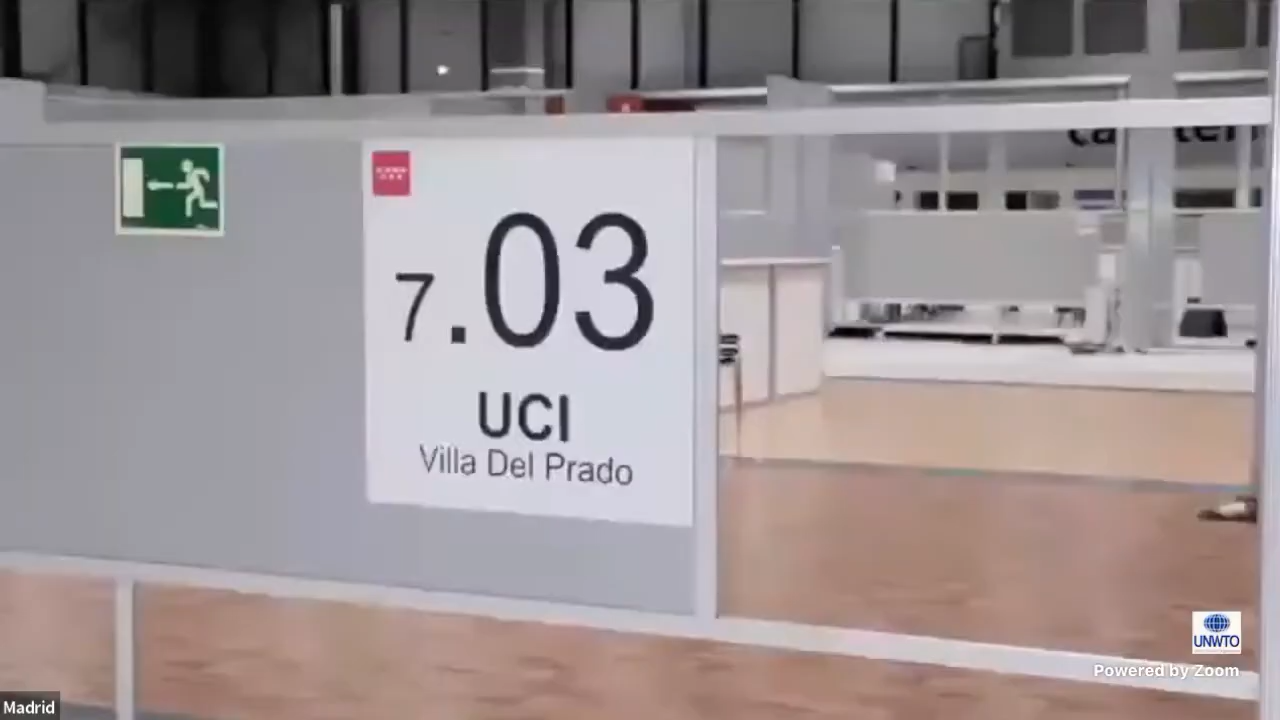 7.03
UCI
Villa Del Prado
UNWTO
Powered by Zoom
Madrid